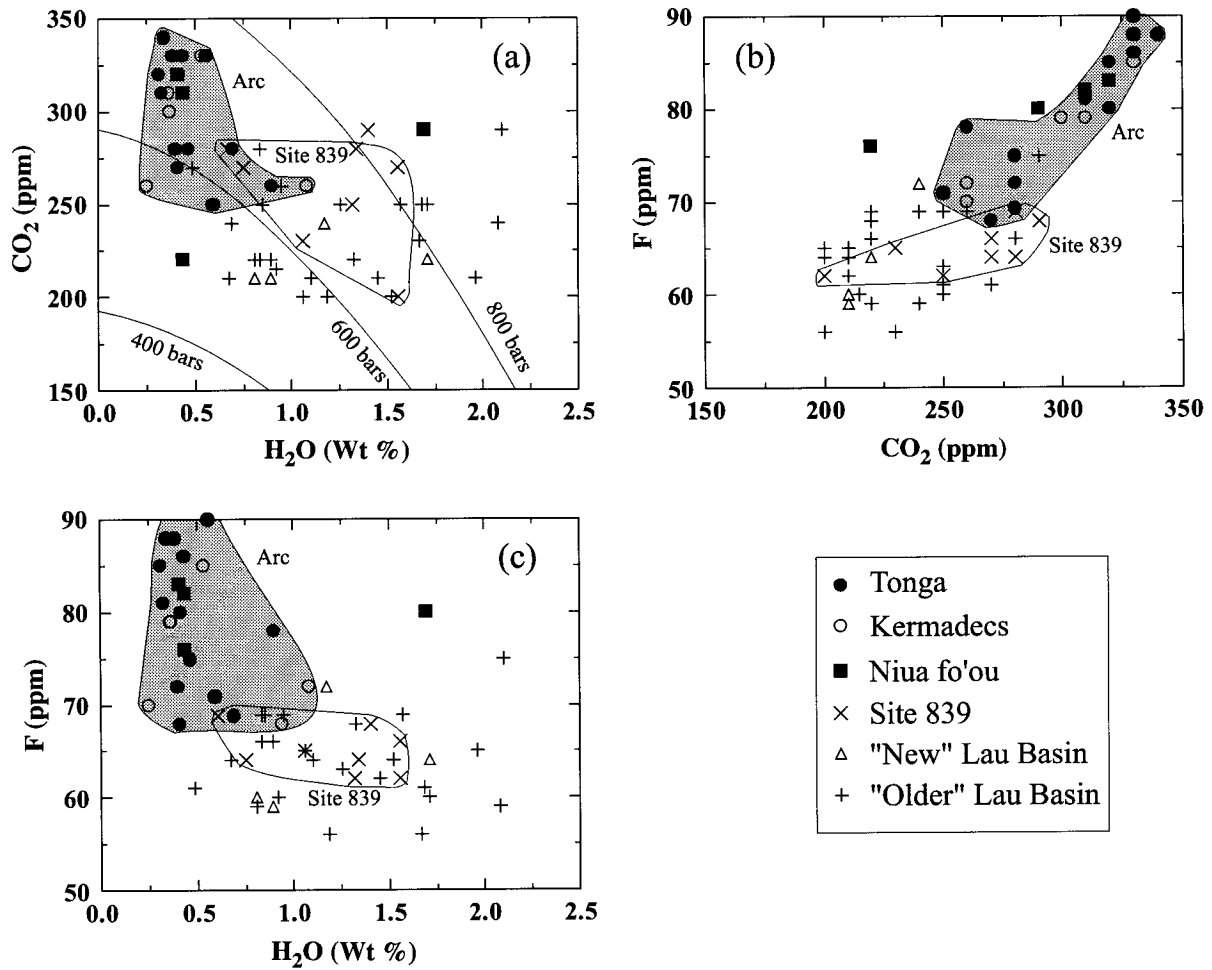 350
300
250
200
150
CO2 (ppm)
(a)
Arc
Site 839
400 bars
600 bars
800 bars
0.0 0.5 1.0 1.5 2.0 2.5
H2O (Wt %)
90
80
70
60
50
F (ppm)
(b)
Arc
Site 839
150 200 250 300 350
CO2 (ppm)
90
80
70
60
50
F (ppm)
(c)
Arc
Site 839
0.0 0.5 1.0 1.5 2.0 2.5
H2O (Wt %)
Tonga
Kermadecs
Niua fo'ou
Site 839
"New" Lau Basin
"Older" Lau Basin